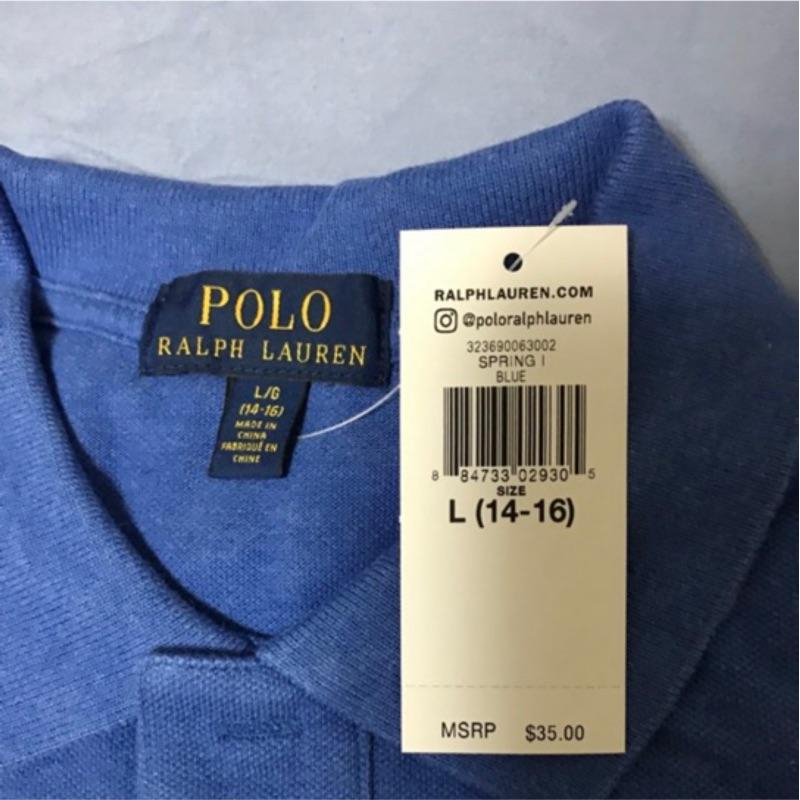 POLO
RALPH LAUREN
L/G
(14-16)
MADE IN
CHINA
FABRIQUÉ EN
CHINE
RALPHLAUREN.COM
@poloralphlauren
323690063002
SPRING I
BLUE
8 84733 02930 5
SIZE
L (14-16)
MSRP $35.00